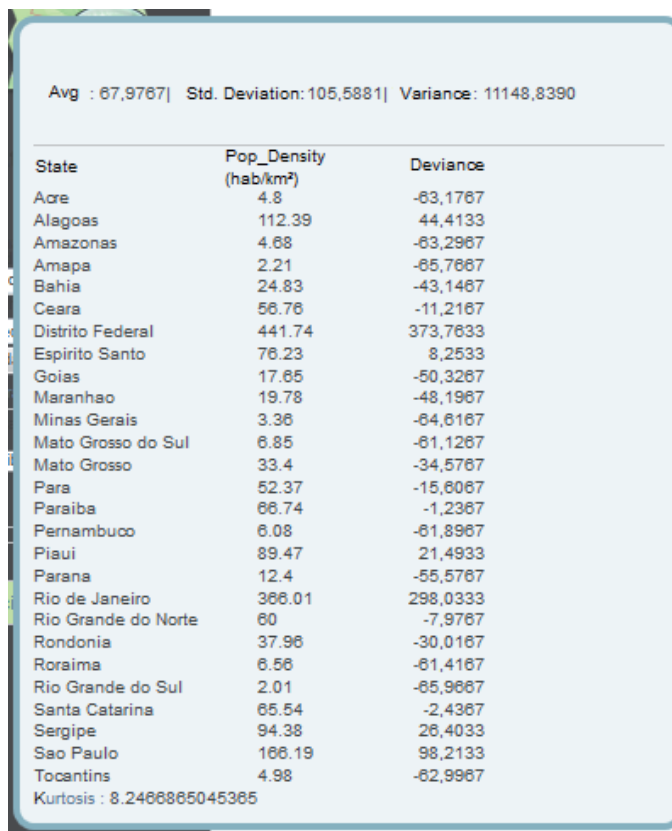 Avg : 67,9767| Std. Deviation: 105,5881| Variance: 11148,8390
State Pop_Density (hab/km²) Deviance
Acre 4.8 -63,1767
Alagoas 112.39 44,4133
Amazonas 4.68 -63,2967
Amapa 2.21 -65,7667
Bahia 24.83 -43,1467
Ceara 56.76 -11,2167
Distrito Federal 441.74 373,7633
Espirito Santo 76.23 8,2533
Goias 17.65 -50,3267
Maranhao 19.78 -48,1967
Minas Gerais 3.36 -64,6167
Mato Grosso do Sul 6.85 -61,1267
Mato Grosso 33.4 -34,5767
Para 52.37 -15,6067
Paraiba 66.74 -1,2367
Pernambuco 6.08 -61,8967
Piaui 89.47 21,4933
Parana 12.4 -55,5767
Rio de Janeiro 366.01 298,0333
Rio Grande do Norte 60 -7,9767
Rondonia 37.96 -30,0167
Roraima 6.56 -61,4167
Rio Grande do Sul 2.01 -65,9667
Santa Catarina 65.54 -2,4367
Sergipe 94.38 26,4033
Sao Paulo 166.19 98,2133
Tocantins 4.98 -62,9967
Kurtosis : 8.2466865045365